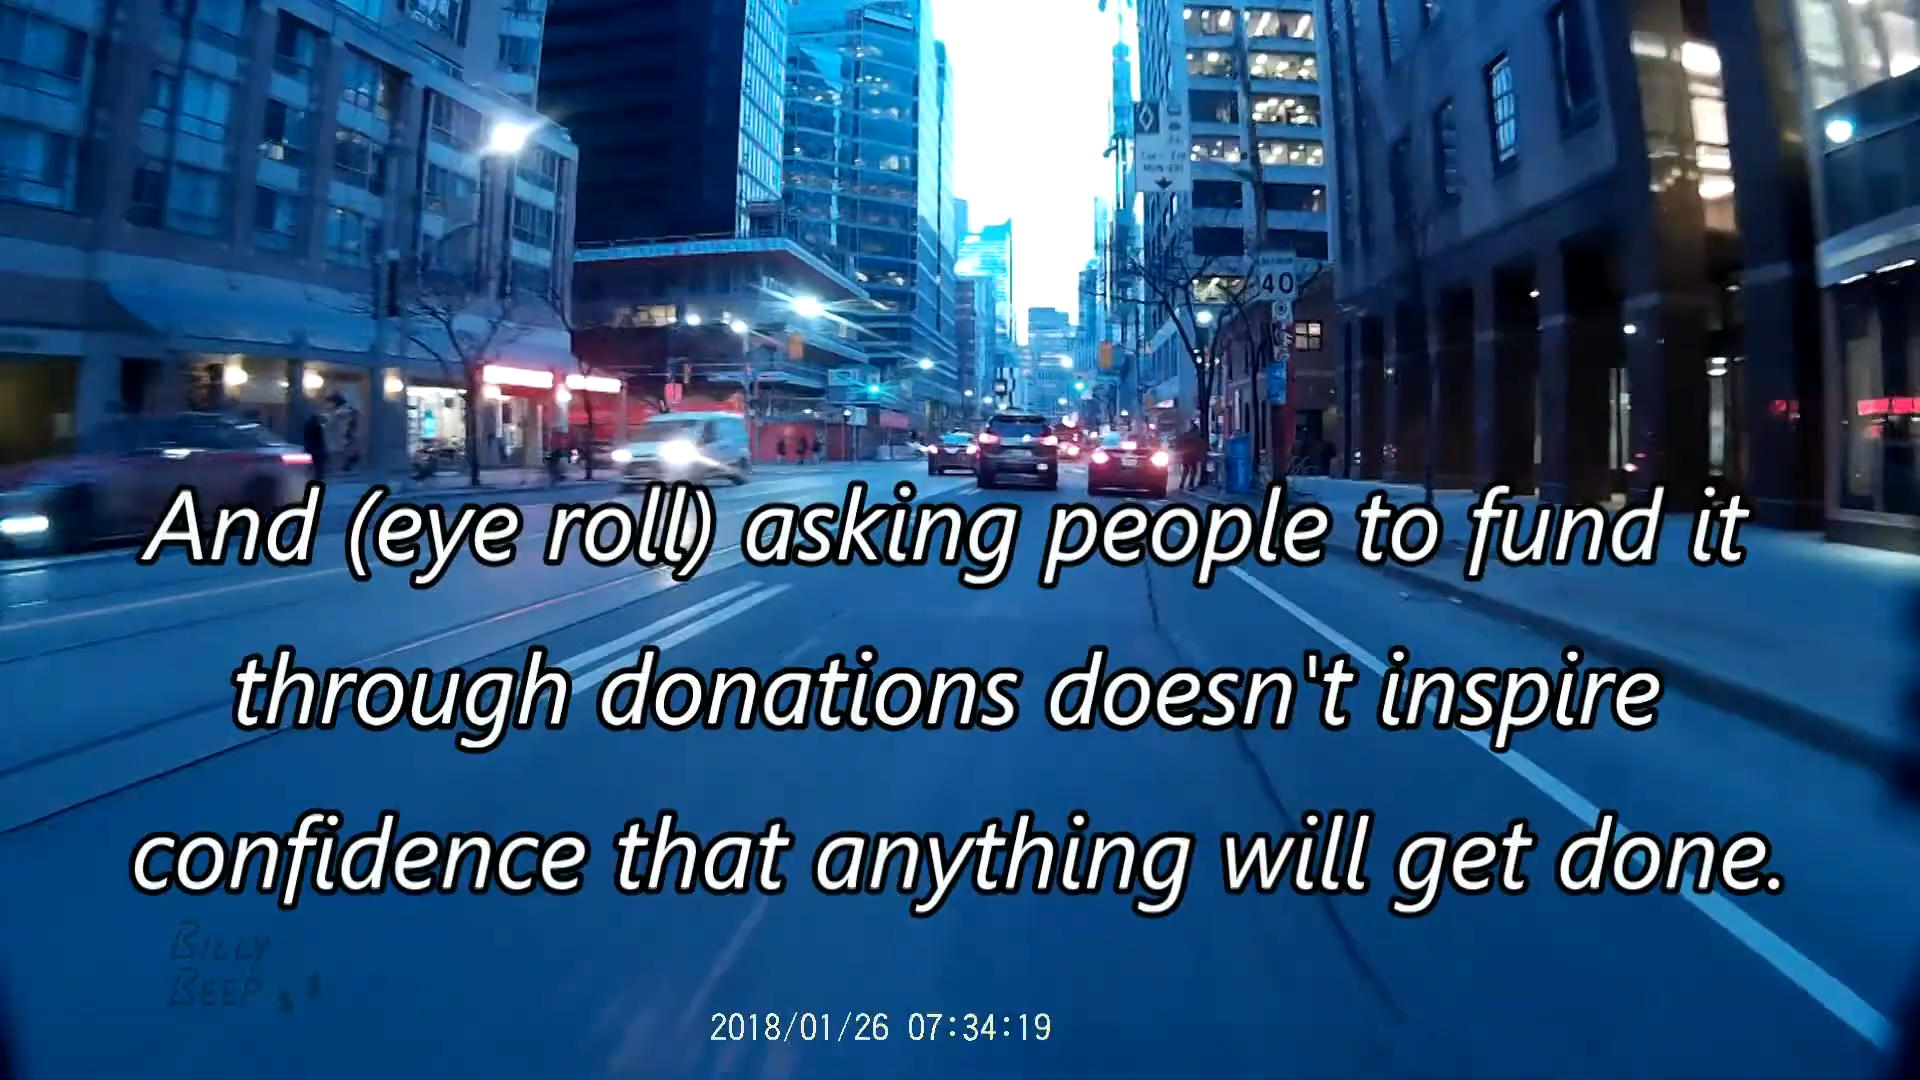 MAXIMUM
40
And (eye roll) asking people to fund it
through donations doesn't inspire
confidence that anything will get done.
BILLY
BEEP
2018/01/26 07:34:19